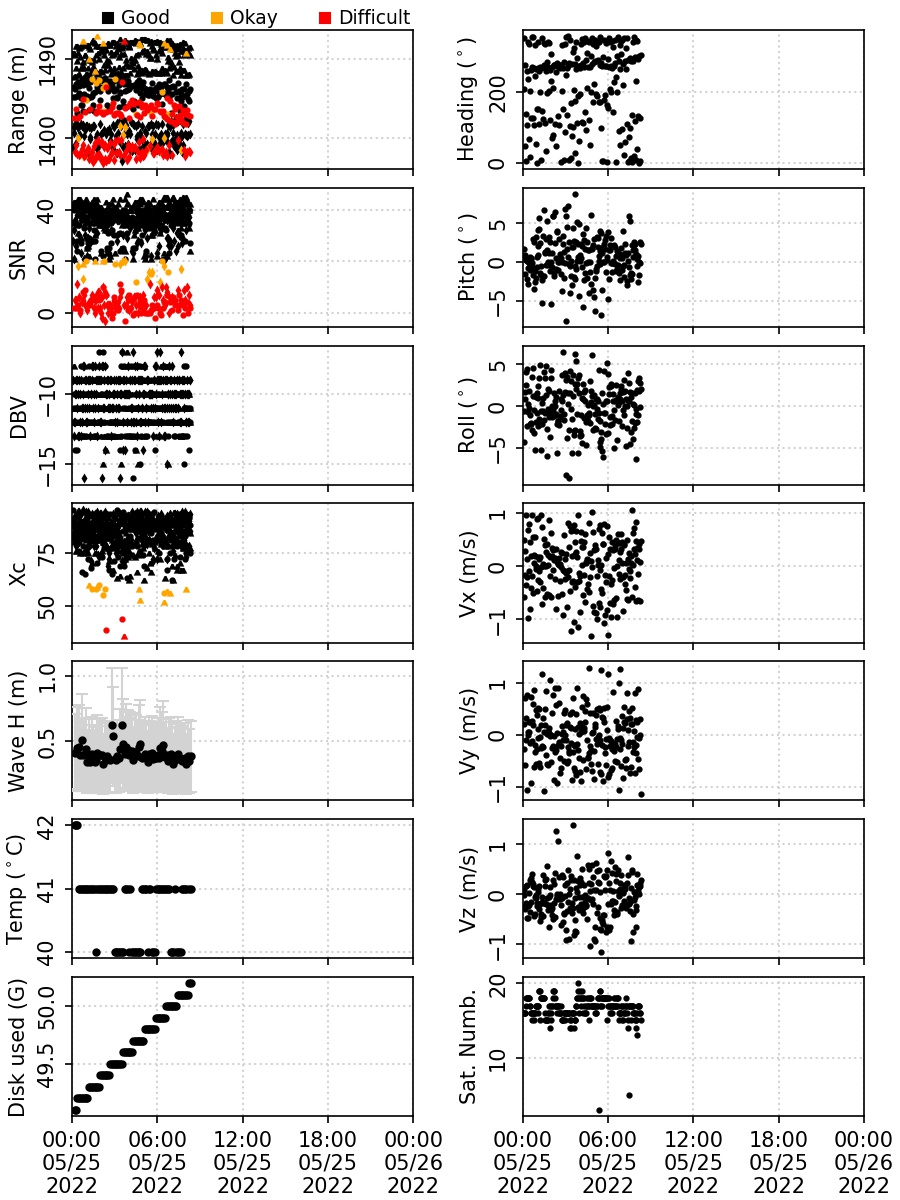 Good Okay Difficult
Range (m)
1490
1400
Heading (°)
200
0
SNR
40
20
0
Pitch (°)
5
0
−5
DBV
−10
−15
Roll (°)
5
0
−5
Xc
75
50
Vx (m/s)
1
0
−1
Wave H (m)
1.0
0.5
Vy (m/s)
1
0
−1
Temp (°C)
42
41
40
Vz (m/s)
1
0
−1
Disk used (G)
50.0
49.5
Sat. Numb.
20
10
00:00 06:00 12:00 18:00 00:00 00:00 06:00 12:00 18:00 00:00
05/25 05/25 05/25 05/25 05/26 05/25 05/25 05/25 05/25 05/26
2022 2022 2022 2022 2022 2022 2022 2022 2022 2022